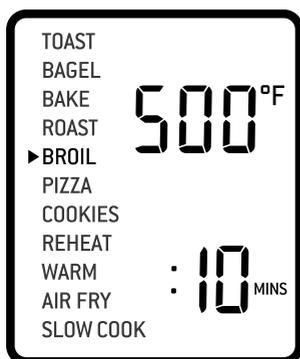 TOAST
BAGEL
BAKE
ROAST
BROIL
PIZZA
COOKIES
REHEAT
WARM
AIR FRY
SLOW COOK
500°F
:10 MINS